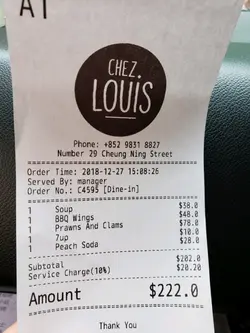 A1
CHEZ
LOUIS
Phone: +852 9831 8827
Number 29 Cheung Ning Street
Order Time: 2018-12-27 15:08:26
Served By: manager
Order No.: C4595 [Dine-in]
1 Soup $38.0
1 BBQ Wings $48.0
1 Prawns And Clams $78.0
1 7up $10.0
1 Peach Soda $28.0
Subtotal $202.0
Service Charge(10%) $20.20
Amount $222.0
Thank You